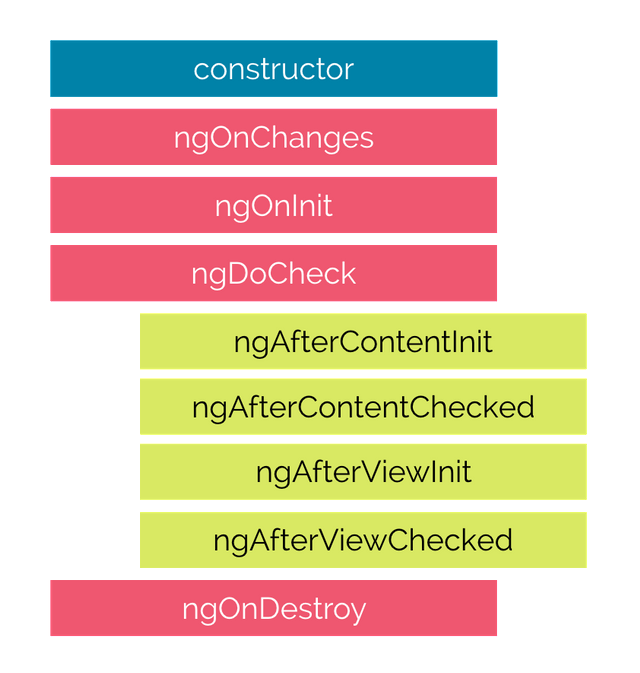 constructor
ngOnChanges
ngOnInit
ngDoCheck
ngAfterContentInit
ngAfterContentChecked
ngAfterViewInit
ngAfterViewChecked
ngOnDestroy